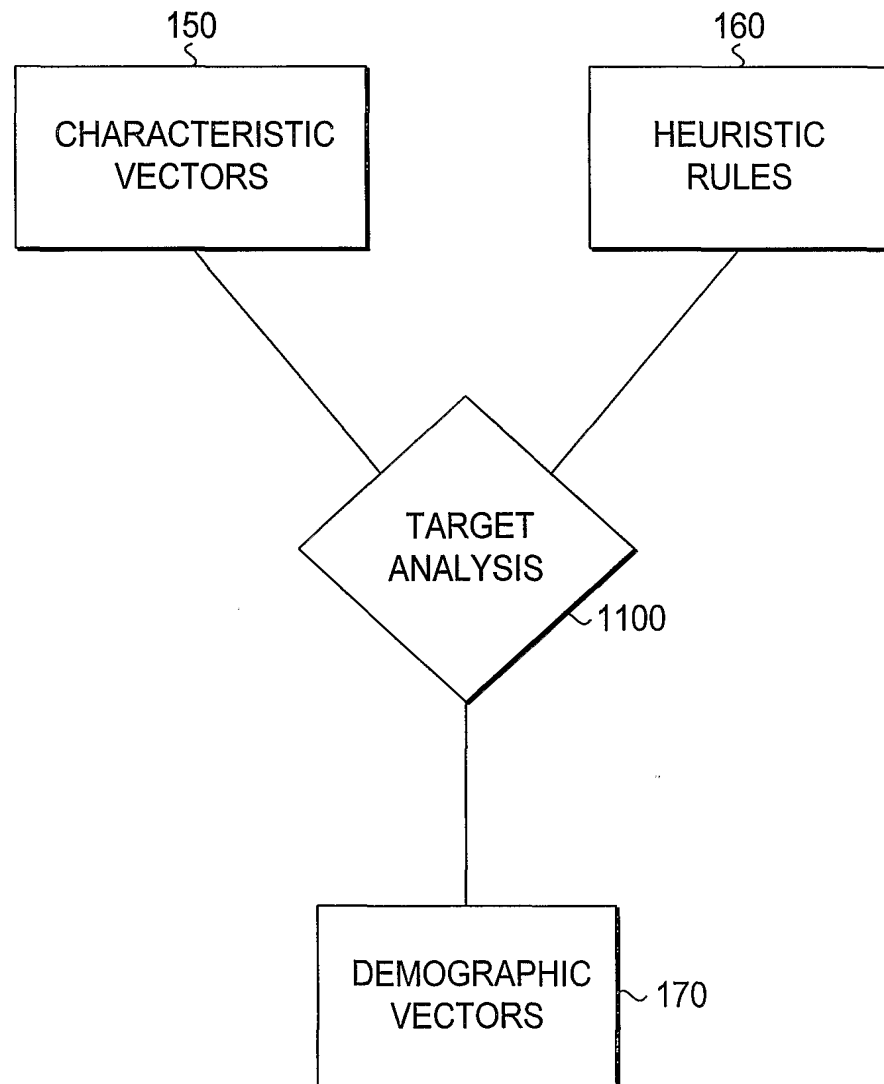 150
160
CHARACTERISTIC
VECTORS
HEURISTIC
RULES
TARGET
ANALYSIS
1100
DEMOGRAPHIC
VECTORS
170